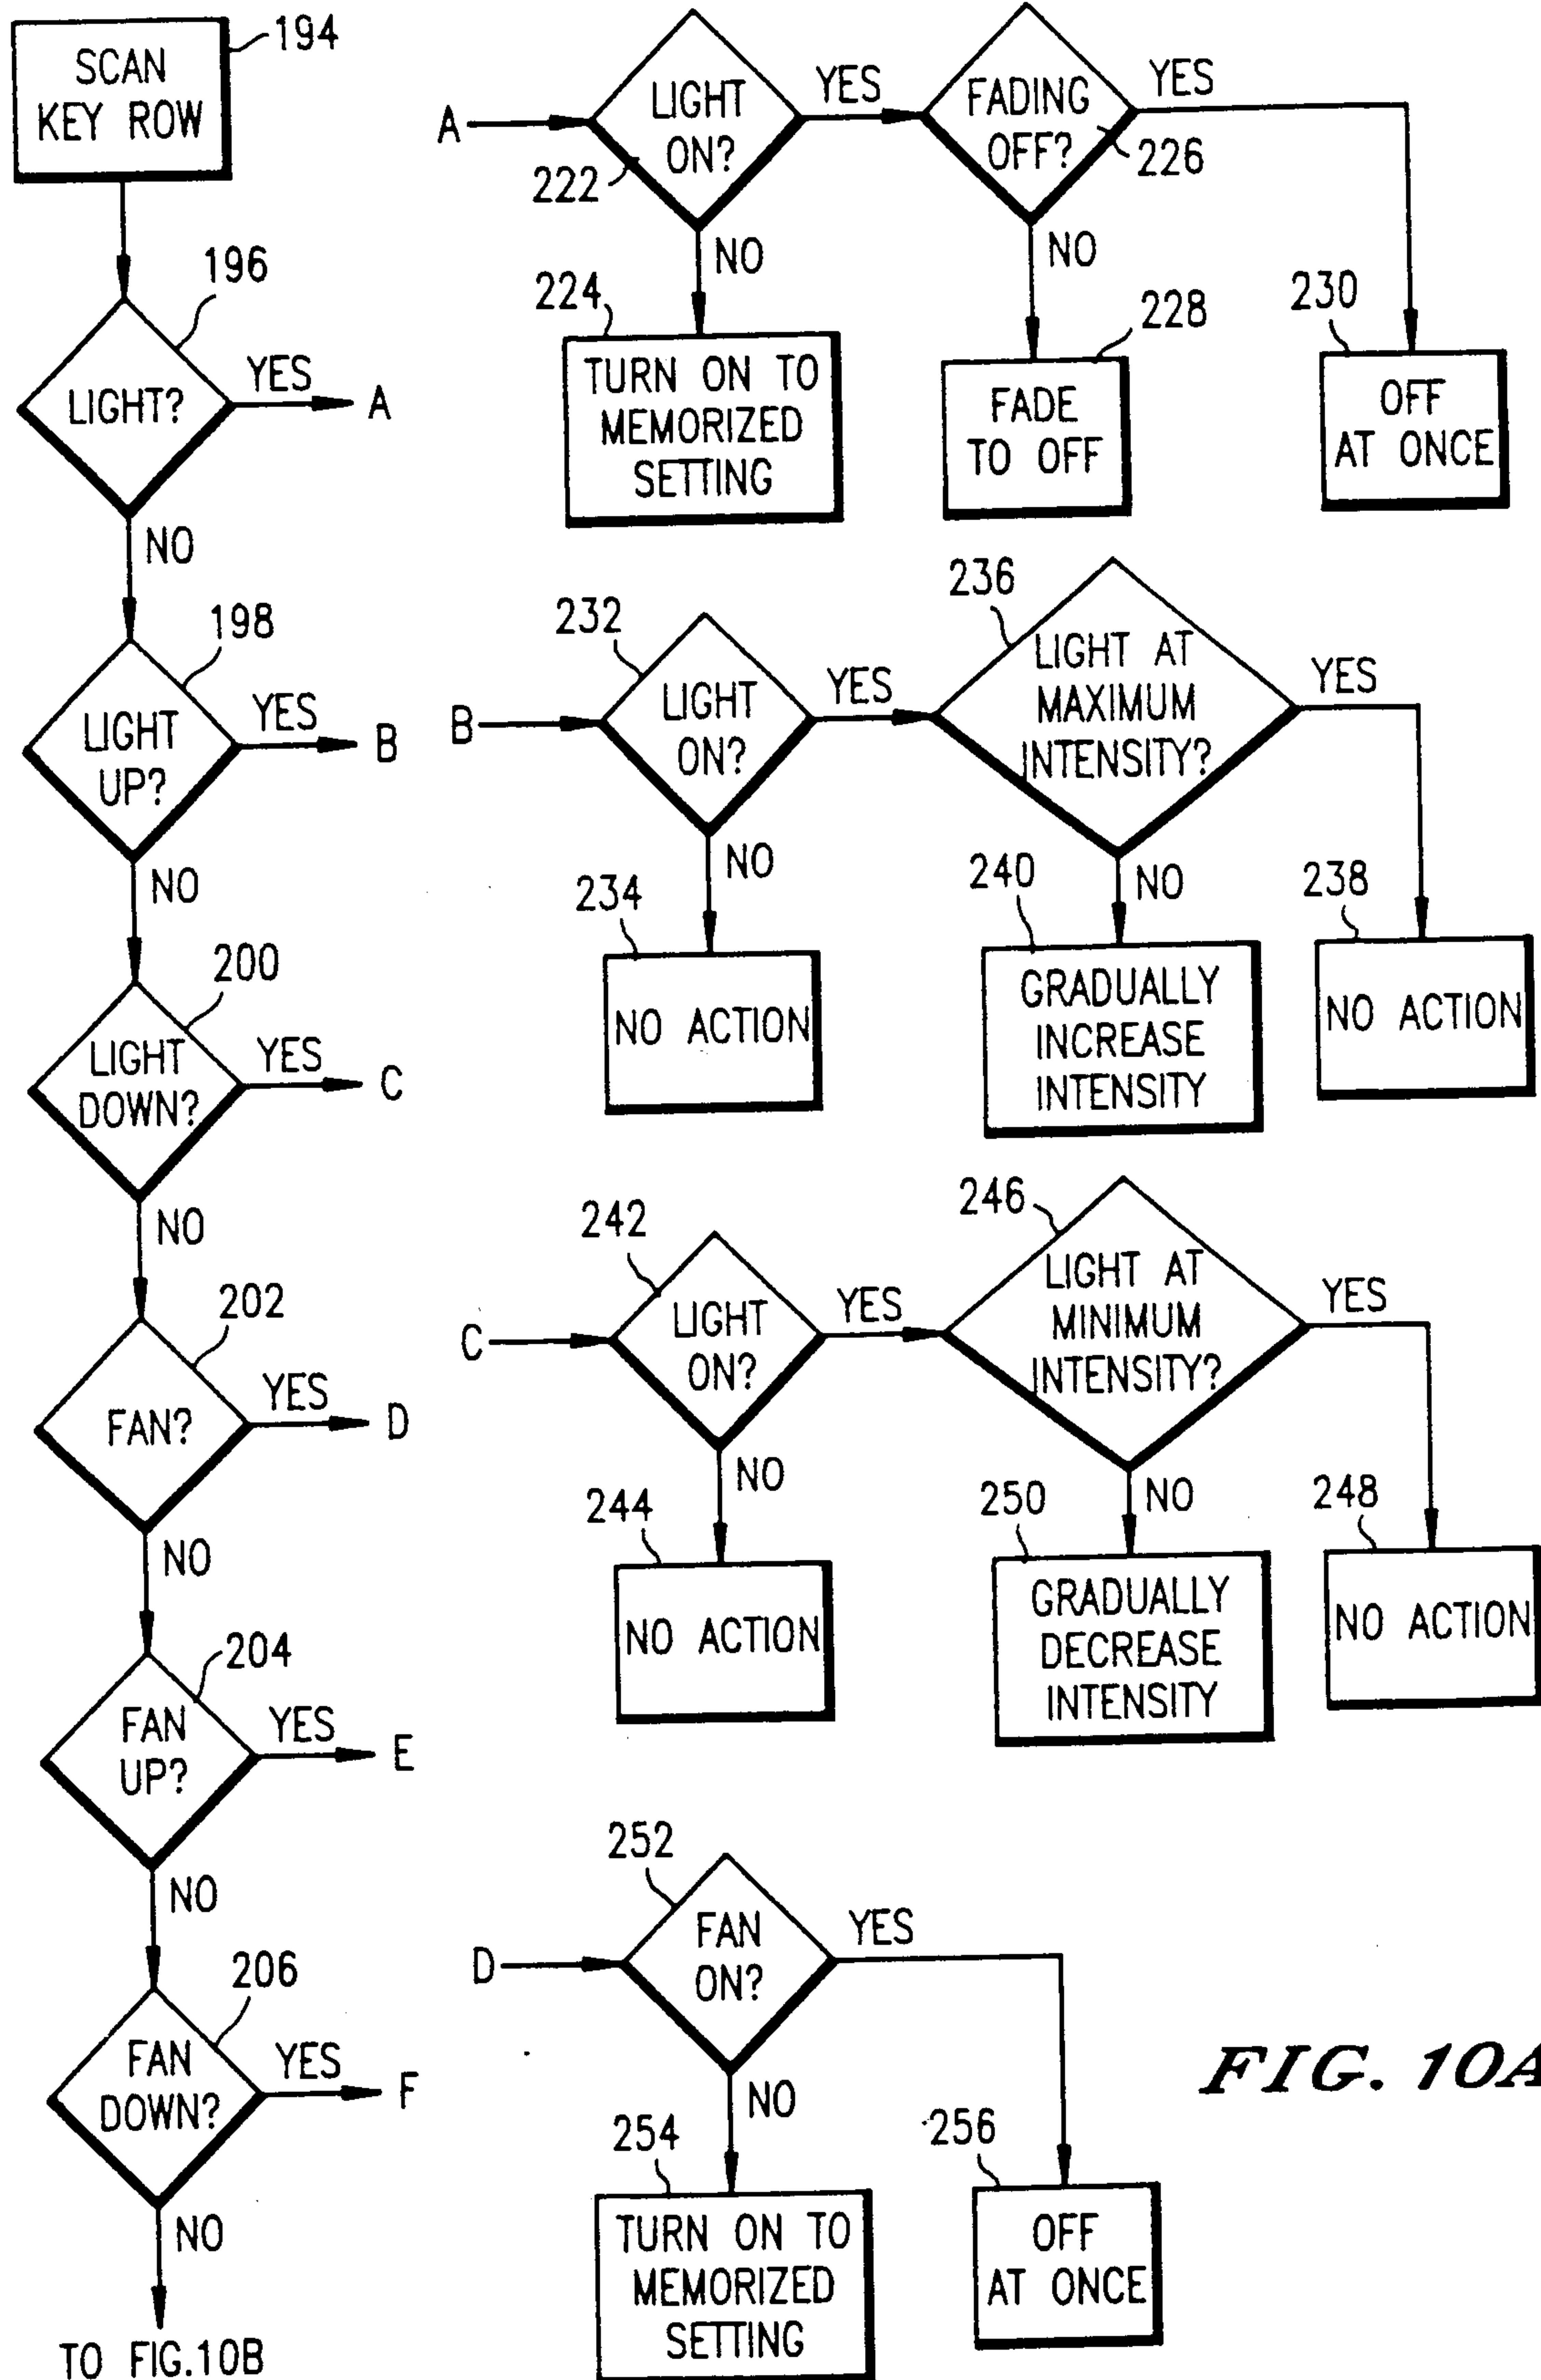 194
SCAN
KEY ROW
196
LIGHT?
YES
A
NO
198
LIGHT
UP?
YES
B
NO
200
LIGHT
DOWN?
YES
C
NO
202
FAN?
YES
D
NO
204
FAN
UP?
YES
E
NO
206
FAN
DOWN?
YES
F
NO
TO FIG.10B
A
LIGHT
ON?
222
YES
FADING
OFF?
226
YES
NO
NO
224
TURN ON TO
MEMORIZED
SETTING
228
FADE
TO OFF
230
OFF
AT ONCE
B
232
LIGHT
ON?
YES
236
LIGHT AT
MAXIMUM
INTENSITY?
YES
NO
NO
234
NO ACTION
240
GRADUALLY
INCREASE
INTENSITY
238
NO ACTION
C
242
LIGHT
ON?
YES
246
LIGHT AT
MINIMUM
INTENSITY?
YES
NO
NO
244
NO ACTION
250
GRADUALLY
DECREASE
INTENSITY
248
NO ACTION
D
252
FAN
ON?
YES
NO
254
TURN ON TO
MEMORIZED
SETTING
256
OFF
AT ONCE
FIG. 10A